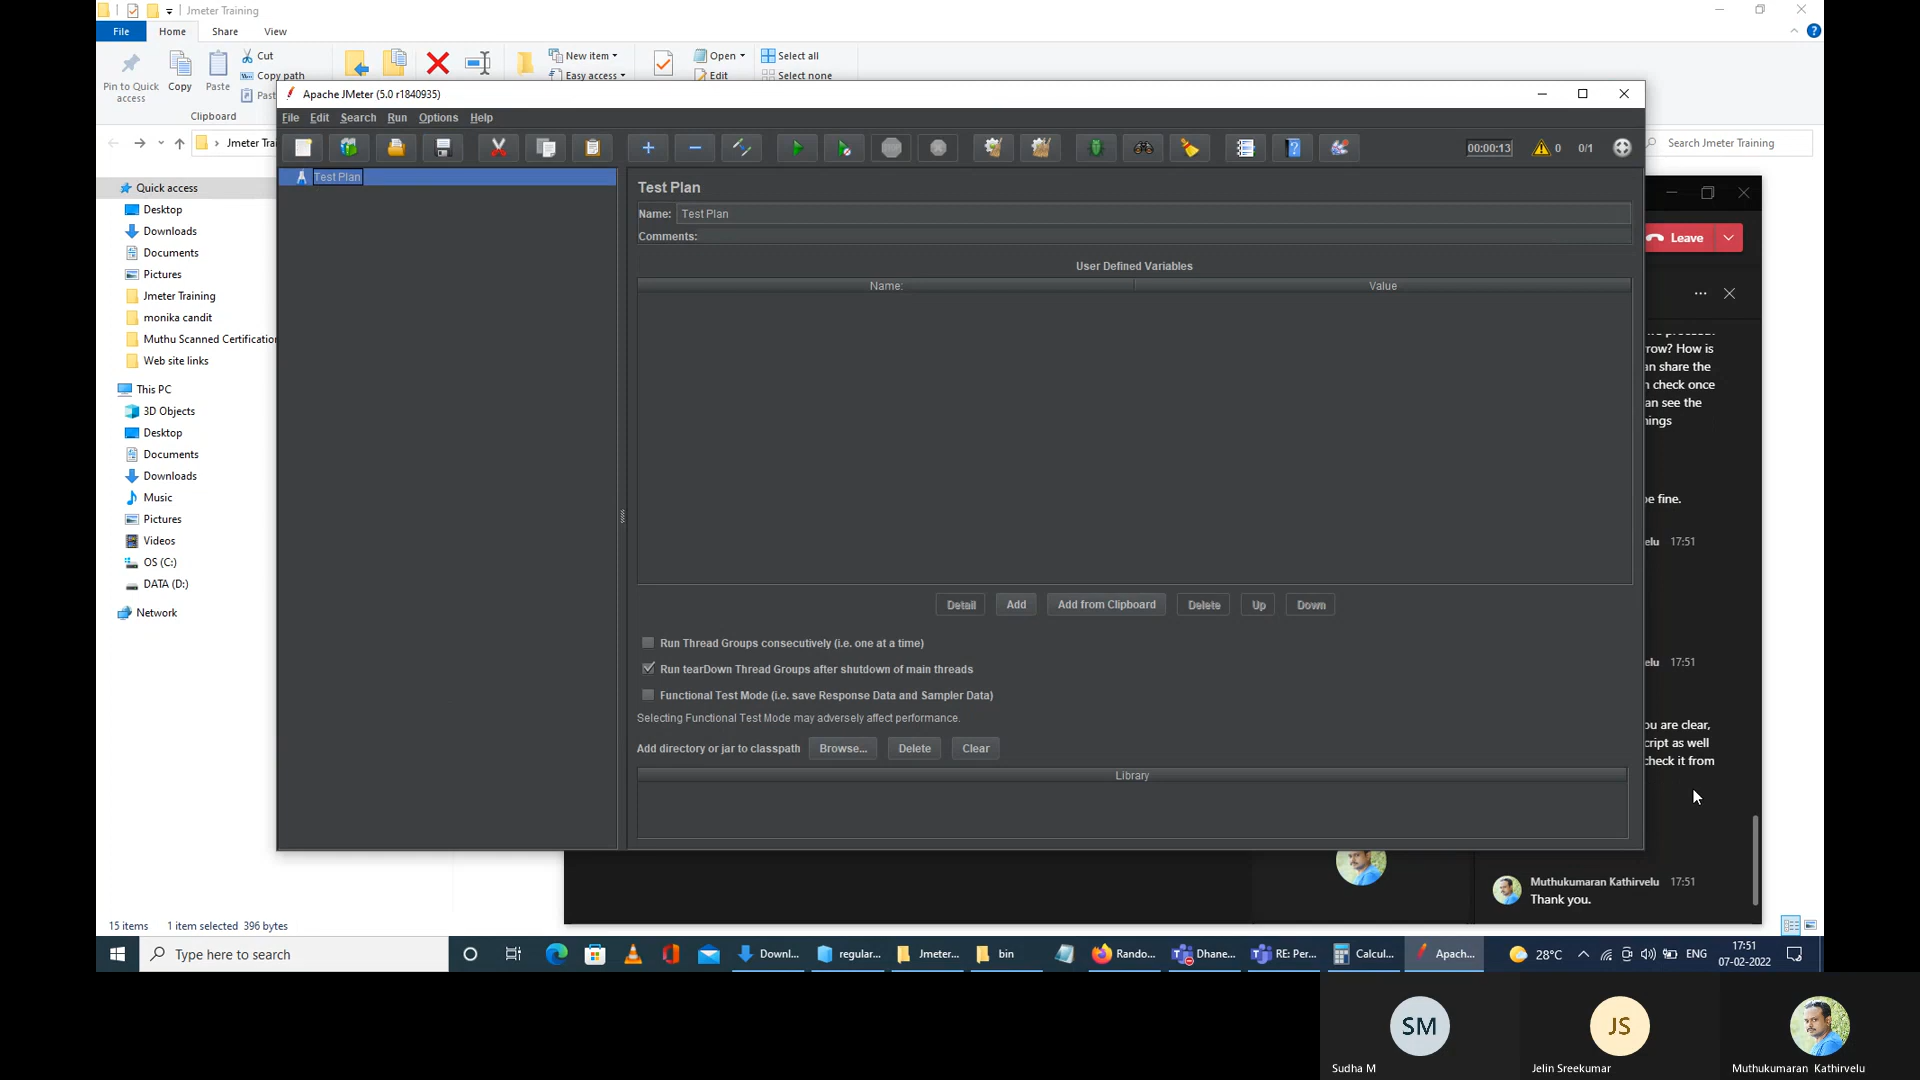 Jmeter Training
File
Home
Share
View
Pin to Quick access
Copy
Paste
Cut
Copy path
Clipboard
New item
Easy access
Open
Edit
Select all
Select none
Search Jmeter Training
Quick access
Desktop
Downloads
Documents
Pictures
Jmeter Training
monika candit
Muthu Scanned Certification
Web site links
This PC
3D Objects
Desktop
Documents
Downloads
Music
Pictures
Videos
OS (C:)
DATA (D:)
Network
15 items 1 item selected 396 bytes
Apache JMeter (5.0 r1840935)
File Edit Search Run Options Help
00:00:13
0
0/1
Test Plan
Test Plan
Name: Test Plan
Comments:
User Defined Variables
Name: Value
Detail Add Add from Clipboard Delete Up Down
Run Thread Groups consecutively (i.e. one at a time)
Run tearDown Thread Groups after shutdown of main threads
Functional Test Mode (i.e. save Response Data and Sampler Data)
Selecting Functional Test Mode may adversely affect performance.
Add directory or jar to classpath Browse... Delete Clear
Library
Leave
row? How is
an share the
check once
an see the
be fine.
elu 17:51
elu 17:51
ou are clear,
cript as well
check it from
Muthukumaran Kathirvelu 17:51
Thank you.
Type here to search
Downl...
regular...
Jmeter...
bin
Rando...
Dhane...
RE: Per...
Calcul...
Apach...
28°C
ENG
17:51
07-02-2022
SM
Sudha M
JS
Jelin Sreekumar
Muthukumaran Kathirvelu